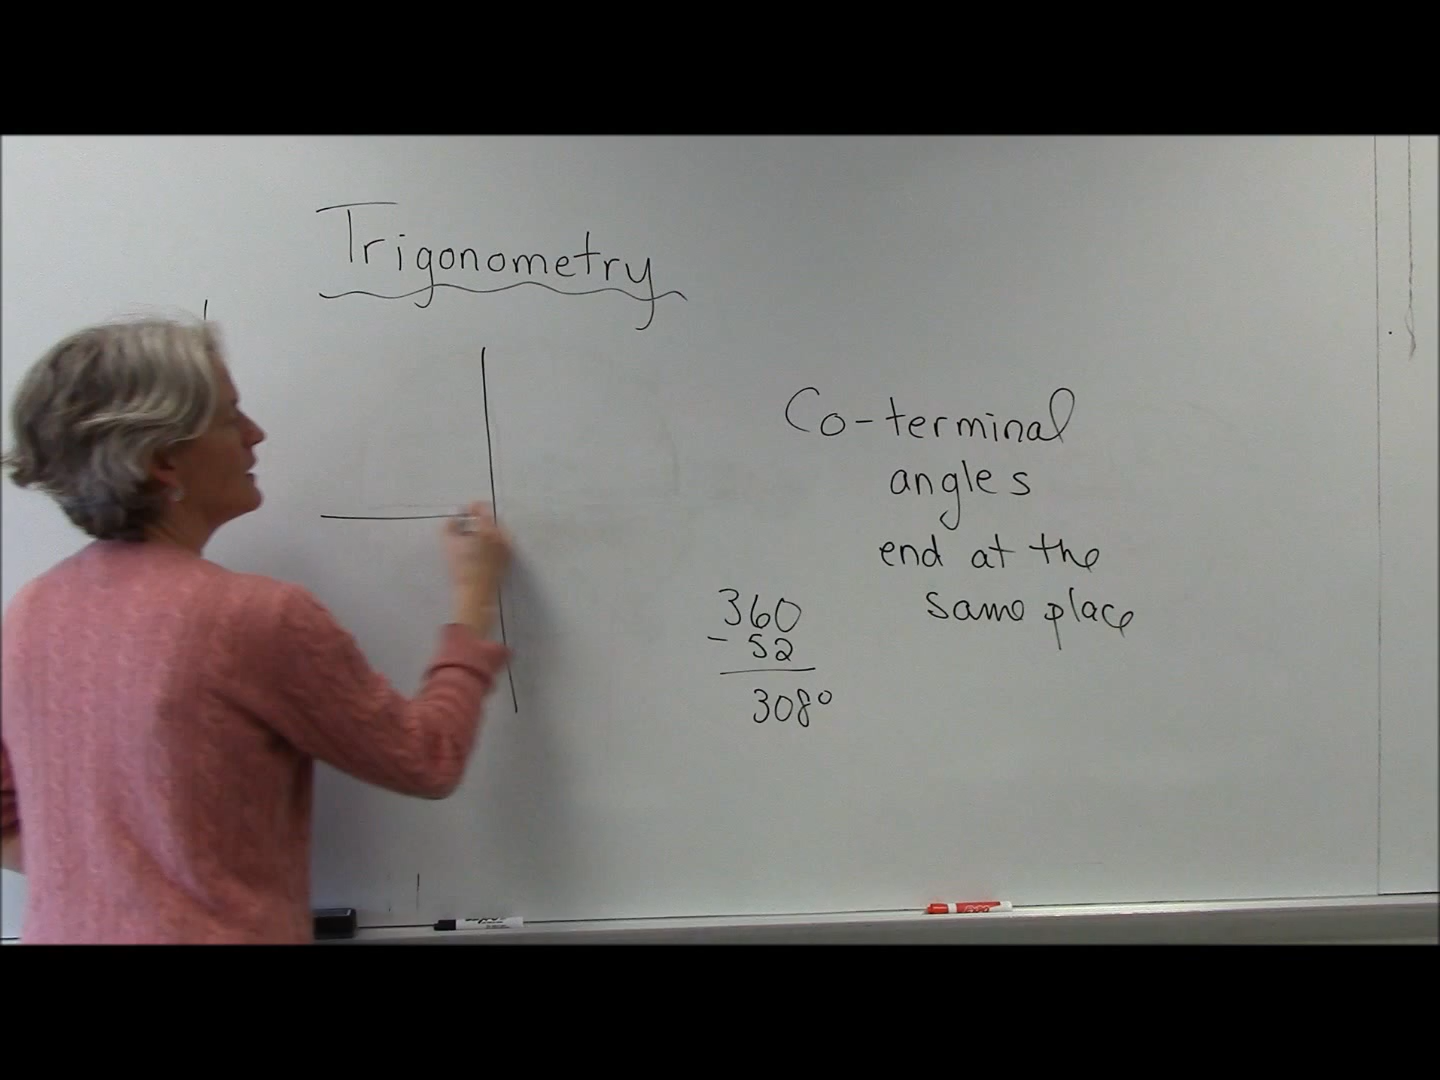 Trigonometry
Co-terminal
angles
end at the
same place
360
- 52
308°